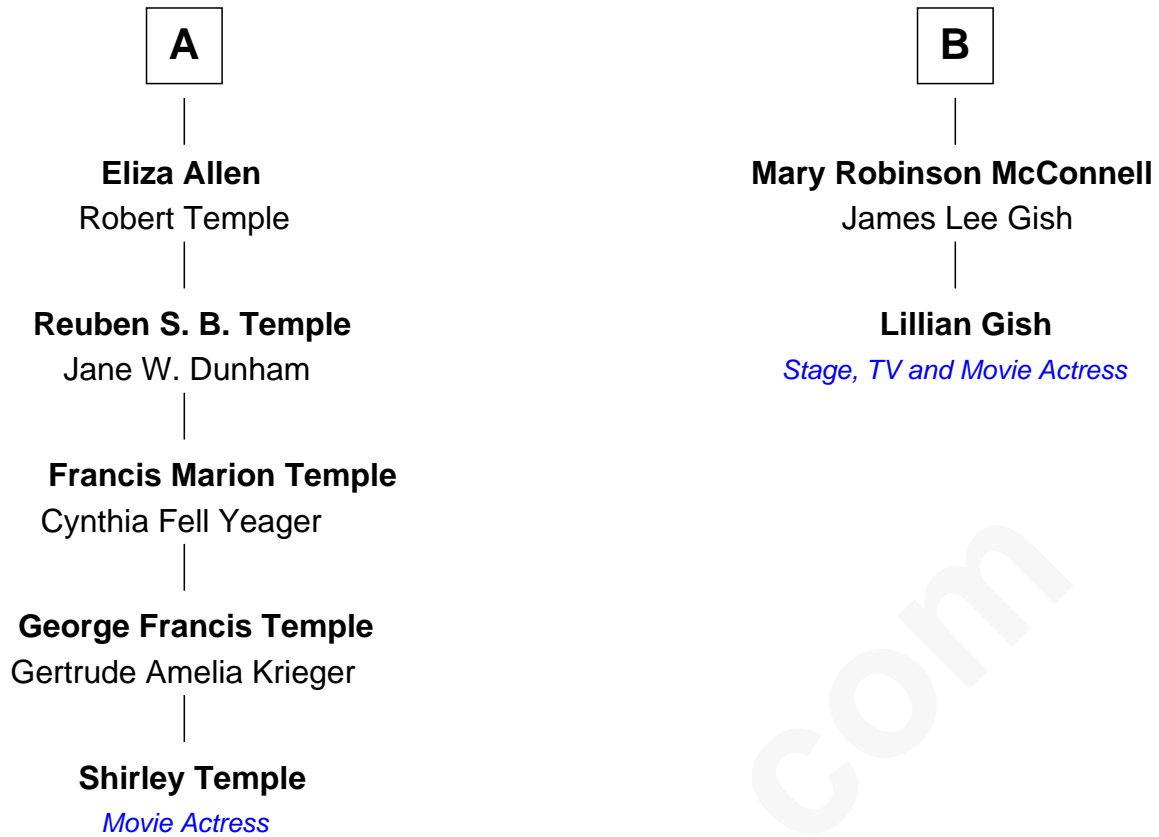 A
Eliza Allen
Robert Temple
Reuben S. B. Temple
Jane W. Dunham
Francis Marion Temple
Cynthia Fell Yeager
George Francis Temple
Gertrude Amelia Krieger
Shirley Temple
Movie Actress
B
Mary Robinson McConnell
James Lee Gish
Lillian Gish
Stage, TV and Movie Actress
com